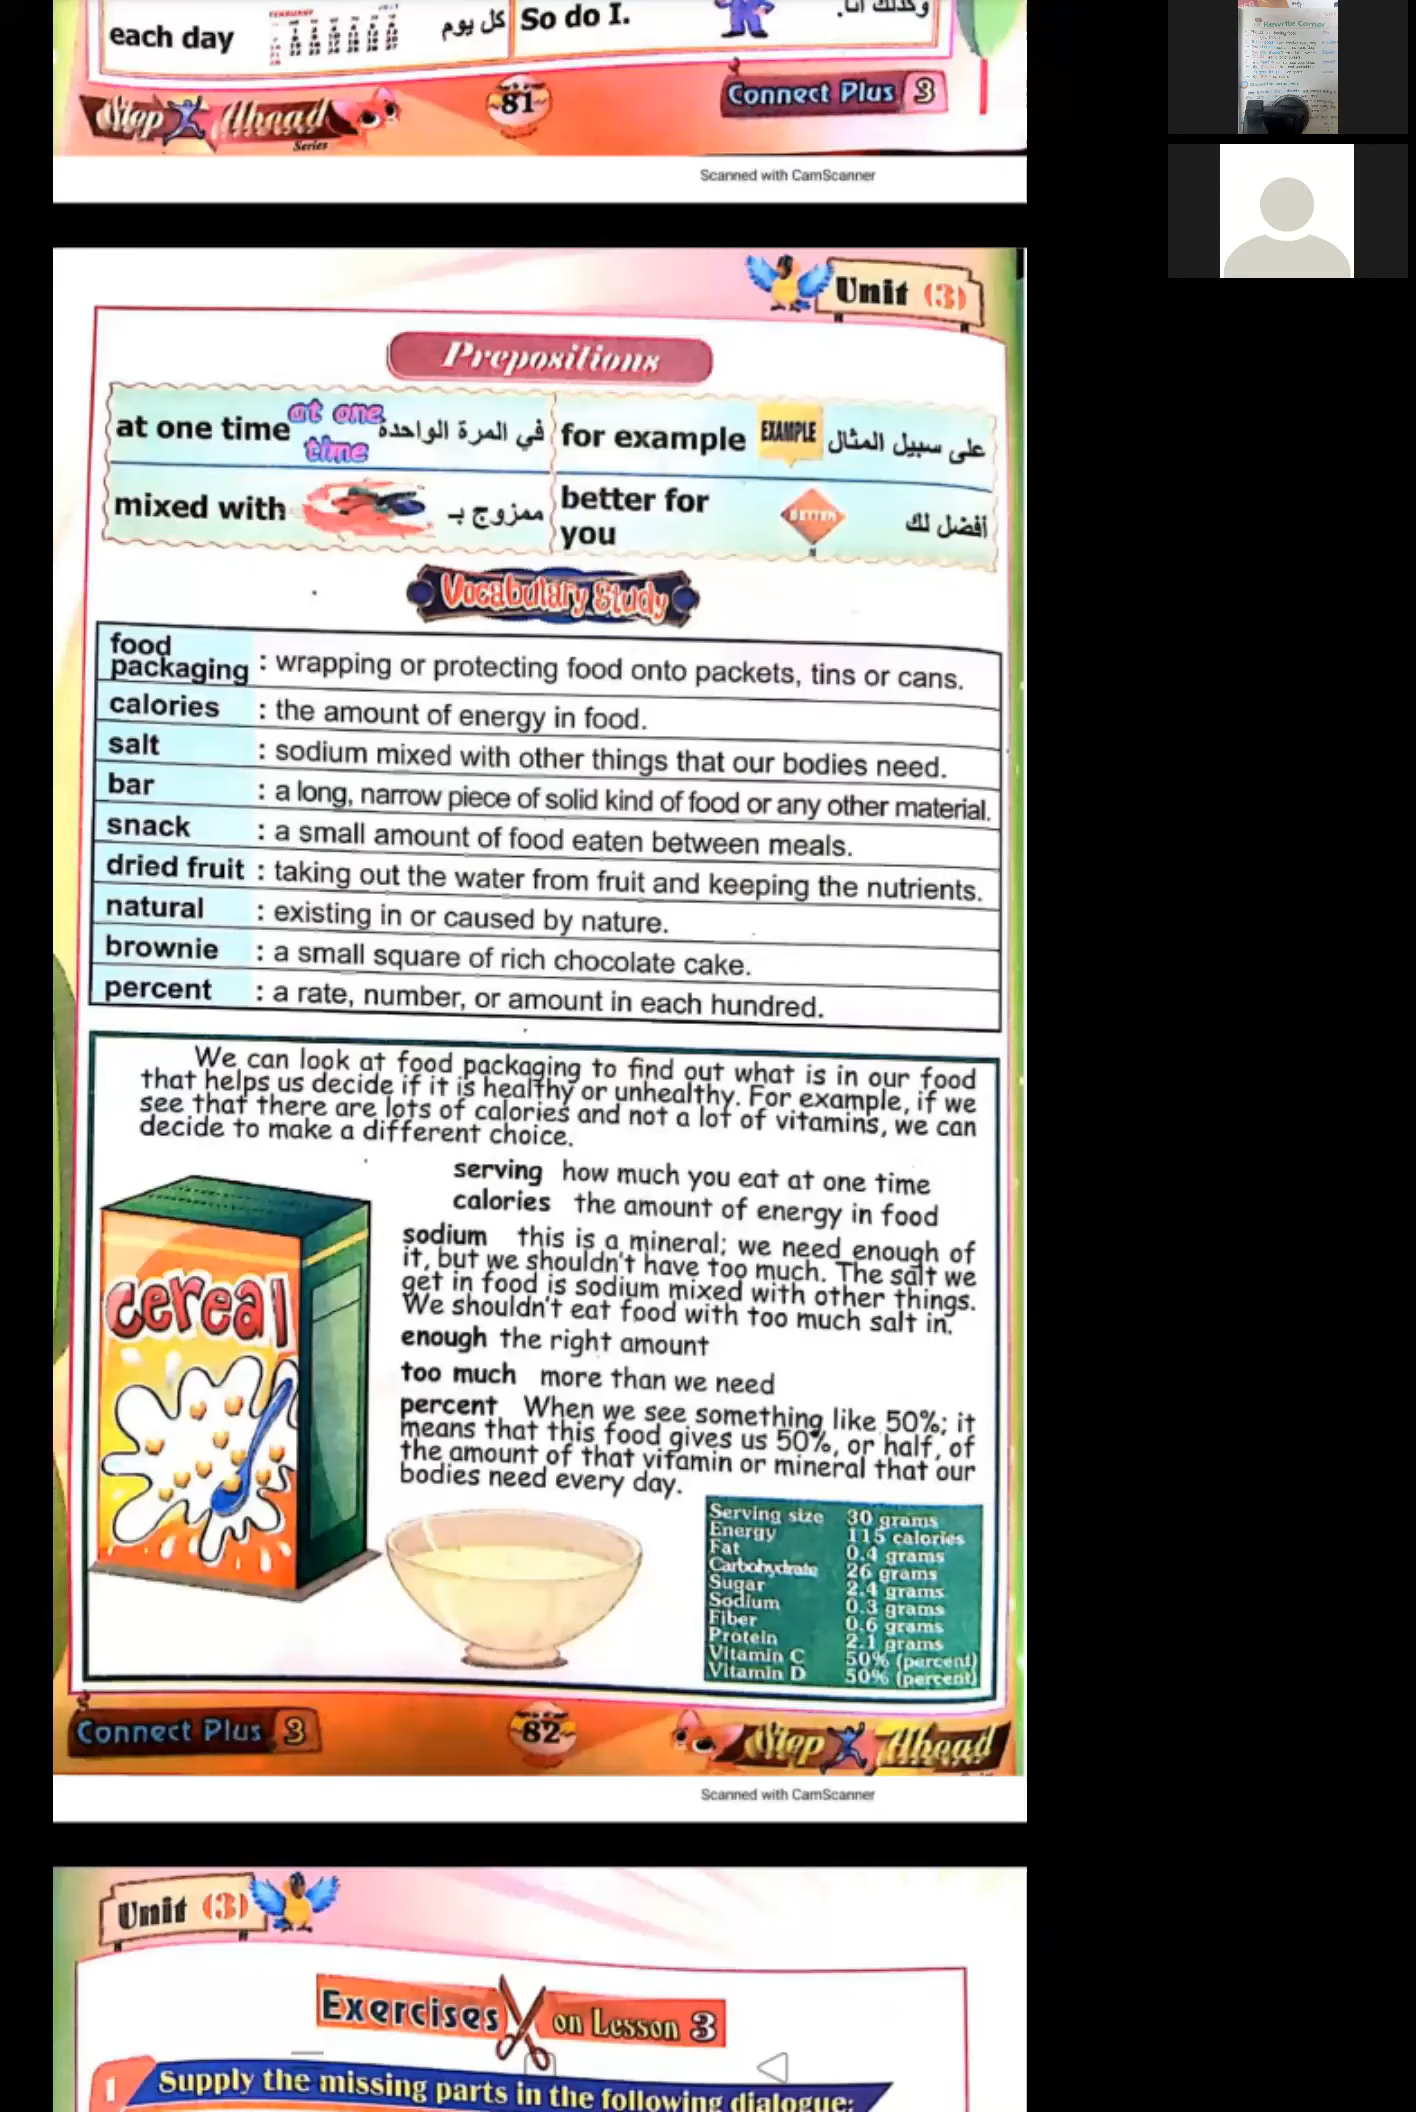 each day
كل يوم
So do I.
وكذلك أنا.
Step Ahead
Series
81
Connect Plus 3
Scanned with CamScanner
Rewrite Corner
Unit (3)
Prepositions
at one time
at one
time
في المرة الواحدة
for example
EXAMPLE
على سبيل المثال
mixed with
ممزوج بـ
better for
you
BETTER
أفضل لك
Vocabulary Study
food
packaging : wrapping or protecting food onto packets, tins or cans.
calories : the amount of energy in food.
salt : sodium mixed with other things that our bodies need.
bar : a long, narrow piece of solid kind of food or any other material.
snack : a small amount of food eaten between meals.
dried fruit : taking out the water from fruit and keeping the nutrients.
natural : existing in or caused by nature.
brownie : a small square of rich chocolate cake.
percent : a rate, number, or amount in each hundred.
We can look at food packaging to find out what is in our food
that helps us decide if it is healthy or unhealthy. For example, if we
see that there are lots of calories and not a lot of vitamins, we can
decide to make a different choice.
serving how much you eat at one time
calories the amount of energy in food
sodium this is a mineral; we need enough of
it, but we shouldn't have too much. The salt we
get in food is sodium mixed with other things.
We shouldn't eat food with too much salt in.
enough the right amount
too much more than we need
percent When we see something like 50%; it
means that this food gives us 50%, or half, of
the amount of that vitamin or mineral that our
bodies need every day.
cereal
Serving size 30 grams
Energy 115 calories
Fat 0.4 grams
Carbohydrate 26 grams
Sugar 2.4 grams
Sodium 0.3 grams
Fiber 0.6 grams
Protein 2.1 grams
Vitamin C 50% (percent)
Vitamin D 50% (percent)
Connect Plus 3
82
Step Ahead
Scanned with CamScanner
Unit (3)
Exercises on Lesson 3
1 Supply the missing parts in the following dialogue: